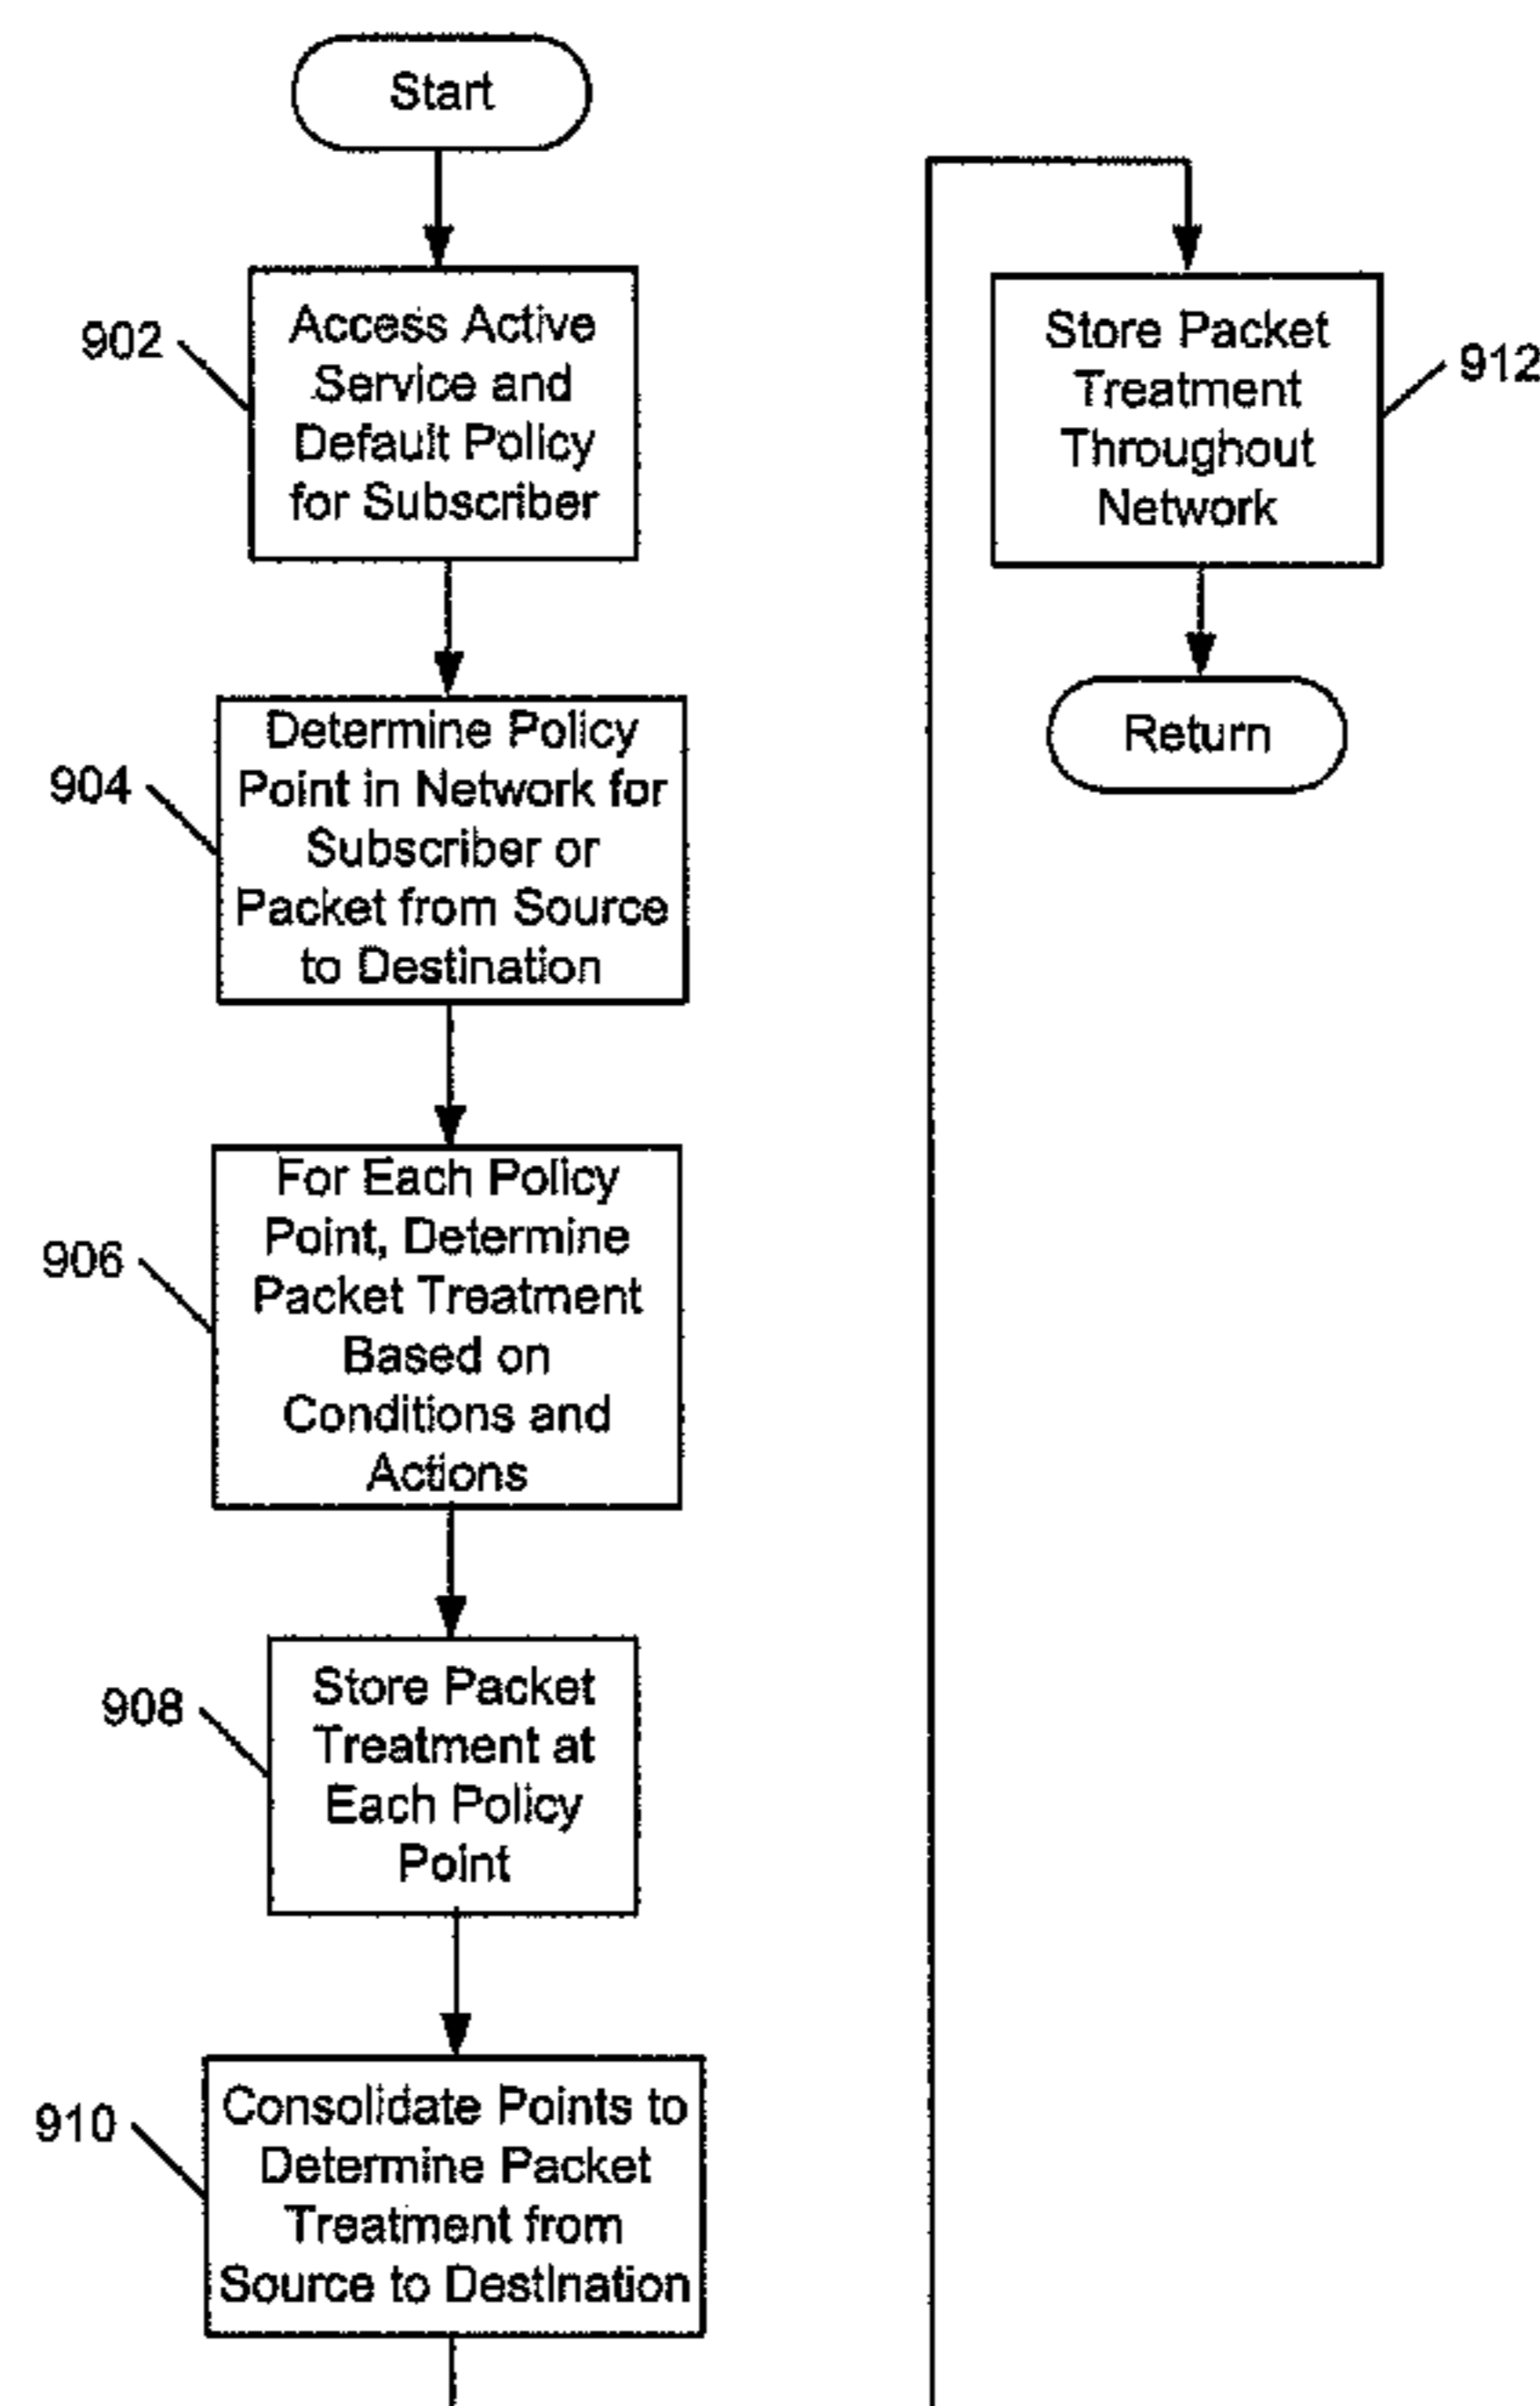 Start
902
Access Active
Service and
Default Policy
for Subscriber
904
Determine Policy
Point in Network for
Subscriber or
Packet from Source
to Destination
906
For Each Policy
Point, Determine
Packet Treatment
Based on
Conditions and
Actions
908
Store Packet
Treatment at
Each Policy
Point
910
Consolidate Points to
Determine Packet
Treatment from
Source to Destination
Store Packet
Treatment
Throughout
Network
912
Return